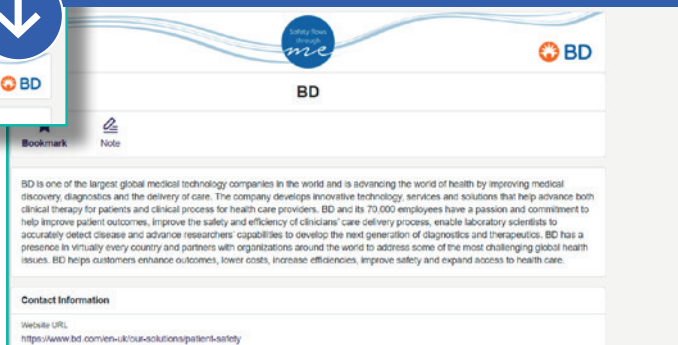 Safety flows
through
me
BD
BD
BD
Bookmark
Note
BD is one of the largest global medical technology companies in the world and is advancing the world of health by improving medical
discovery, diagnostics and the delivery of care. The company develops innovative technology, services and solutions that help advance both
clinical therapy for patients and clinical process for health care providers. BD and its 70,000 employees have a passion and commitment to
help improve patient outcomes, improve the safety and efficiency of clinicians' care delivery process, enable laboratory scientists to
accurately detect disease and advance researchers' capabilities to develop the next generation of diagnostics and therapeutics. BD has a
presence in virtually every country and partners with organizations around the world to address some of the most challenging global health
issues. BD helps customers enhance outcomes, lower costs, increase efficiencies, improve safety and expand access to health care.
Contact Information
Website URL
https://www.bd.com/en-uk/our-solutions/patient-safety